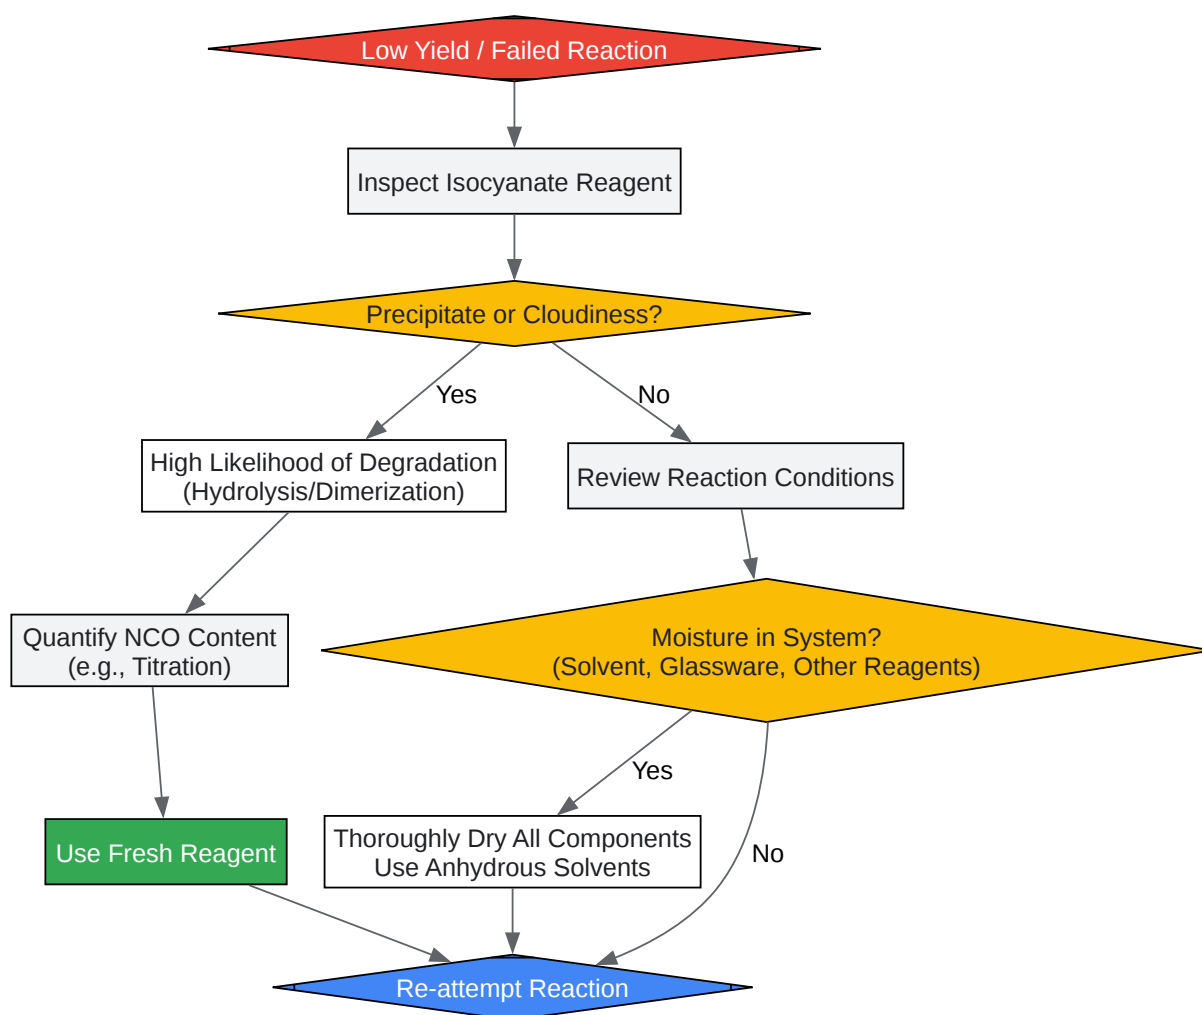 Low Yield / Failed Reaction
Inspect Isocyanate Reagent
Precipitate or Cloudiness?
Yes
No
High Likelihood of Degradation
(Hydrolysis/Dimerization)
Review Reaction Conditions
Quantify NCO Content
(e.g., Titration)
Moisture in System?
(Solvent, Glassware, Other Reagents)
Yes
No
Use Fresh Reagent
Thoroughly Dry All Components
Use Anhydrous Solvents
Re-attempt Reaction